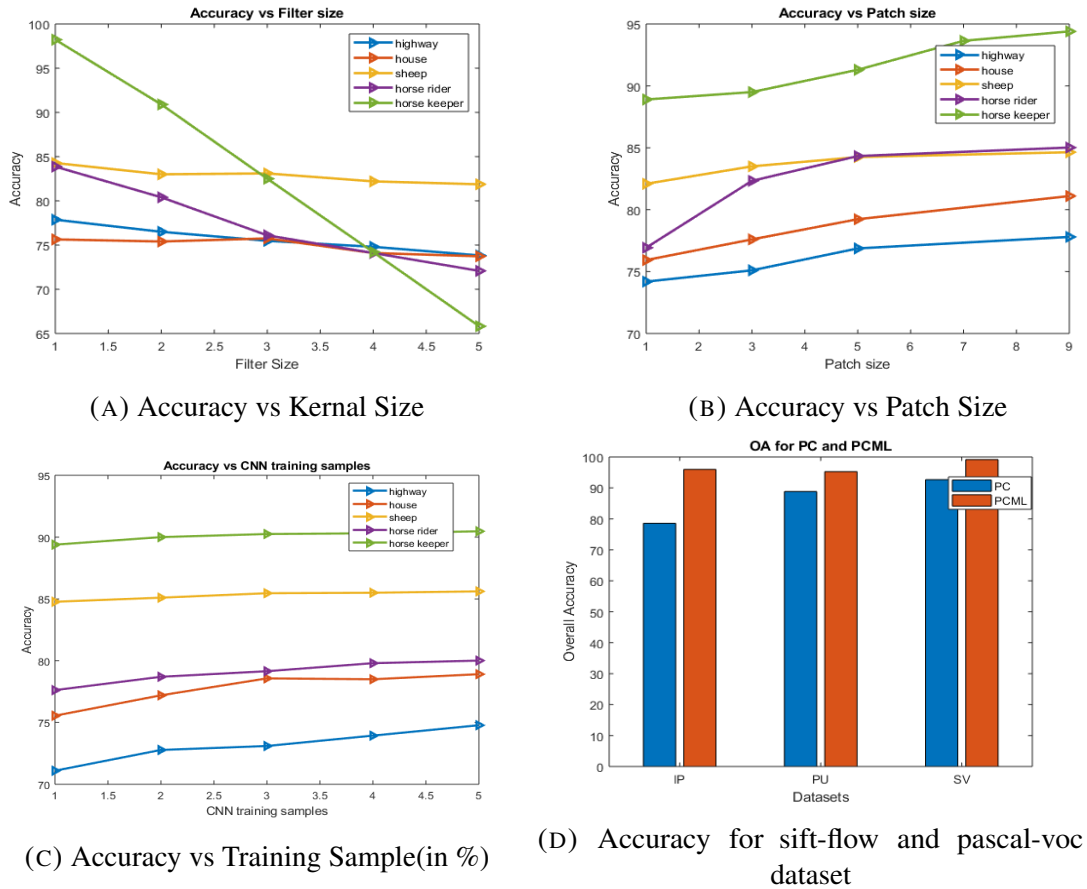 Accuracy vs Filter size
100
95
90
85
80
75
70
65
Accuracy
highway
house
sheep
horse rider
horse keeper
1 1.5 2 2.5 3 3.5 4 4.5 5
Filter Size
(A) Accuracy vs Kernal Size
Accuracy vs Patch size
95
90
85
80
75
70
Accuracy
highway
house
sheep
horse rider
horse keeper
1 2 3 4 5 6 7 8 9
Patch size
(B) Accuracy vs Patch Size
Accuracy vs CNN training samples
95
90
85
80
75
70
Accuracy
highway
house
sheep
horse rider
horse keeper
1 1.5 2 2.5 3 3.5 4 4.5 5
CNN training samples
(C) Accuracy vs Training Sample(in %)
OA for PC and PCML
100
90
80
70
60
50
40
30
20
10
0
Overall Accuracy
PC
PCML
IP PU SV
Datasets
(D) Accuracy for sift-flow and pascal-voc
dataset